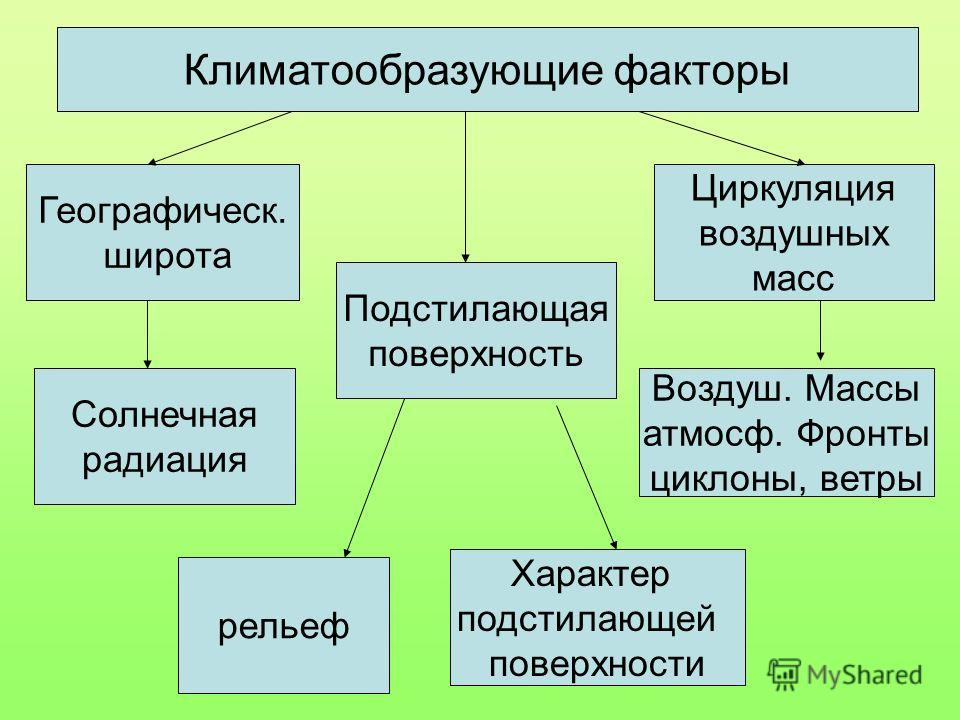 Климатообразующие факторы
Географическ.
широта
Циркуляция
воздушных
масс
Подстилающая
поверхность
Солнечная
радиация
Воздуш. Массы
атмосф. Фронты
циклоны, ветры
рельеф
Характер
подстилающей
поверхности
MyShared